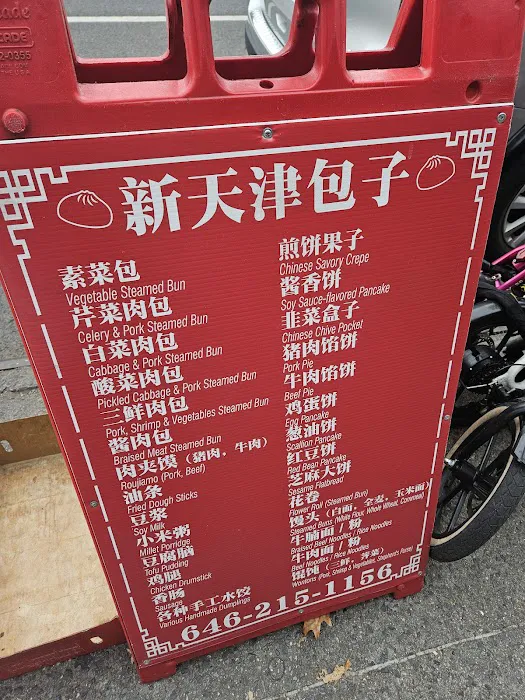 新天津包子
素菜包
Vegetable Steamed Bun
芹菜肉包
Celery & Pork Steamed Bun
白菜肉包
Cabbage & Pork Steamed Bun
酸菜肉包
Pickled Cabbage & Pork Steamed Bun
三鲜肉包
Pork, Shrimp & Vegetables Steamed Bun
酱肉包
Braised Meat Steamed Bun
肉夹馍（猪肉，牛肉）
Roujiamo (Pork, Beef)
油条
Fried Dough Sticks
豆浆
Soy Milk
小米粥
Millet Porridge
豆腐脑
Tofu Pudding
鸡腿
Chicken Drumstick
香肠
Sausage
各种手工水饺
Various Handmade Dumplings
煎饼果子
Chinese Savory Crepe
酱香饼
Soy Sauce-flavored Pancake
韭菜盒子
Chinese Chive Pocket
猪肉馅饼
Pork Pie
牛肉馅饼
Beef Pie
鸡蛋饼
Egg Pancake
葱油饼
Scallion Pancake
红豆饼
Red Bean Pancake
芝麻大饼
Sesame Flatbread
花卷
Flower Roll (Steamed Bun)
馒头（白面，全麦，玉米面）
Steamed Buns (White Flour, Whole Wheat, Cornmeal)
牛腩面 / 粉
Braised Beef Noodles / Rice Noodles
牛肉面 / 粉
Beef Noodles / Rice Noodles
馄饨（三鲜，荠菜）
Wontons (Pork, Shrimp & Vegetables, Shepherd's Purse)
646-215-1156